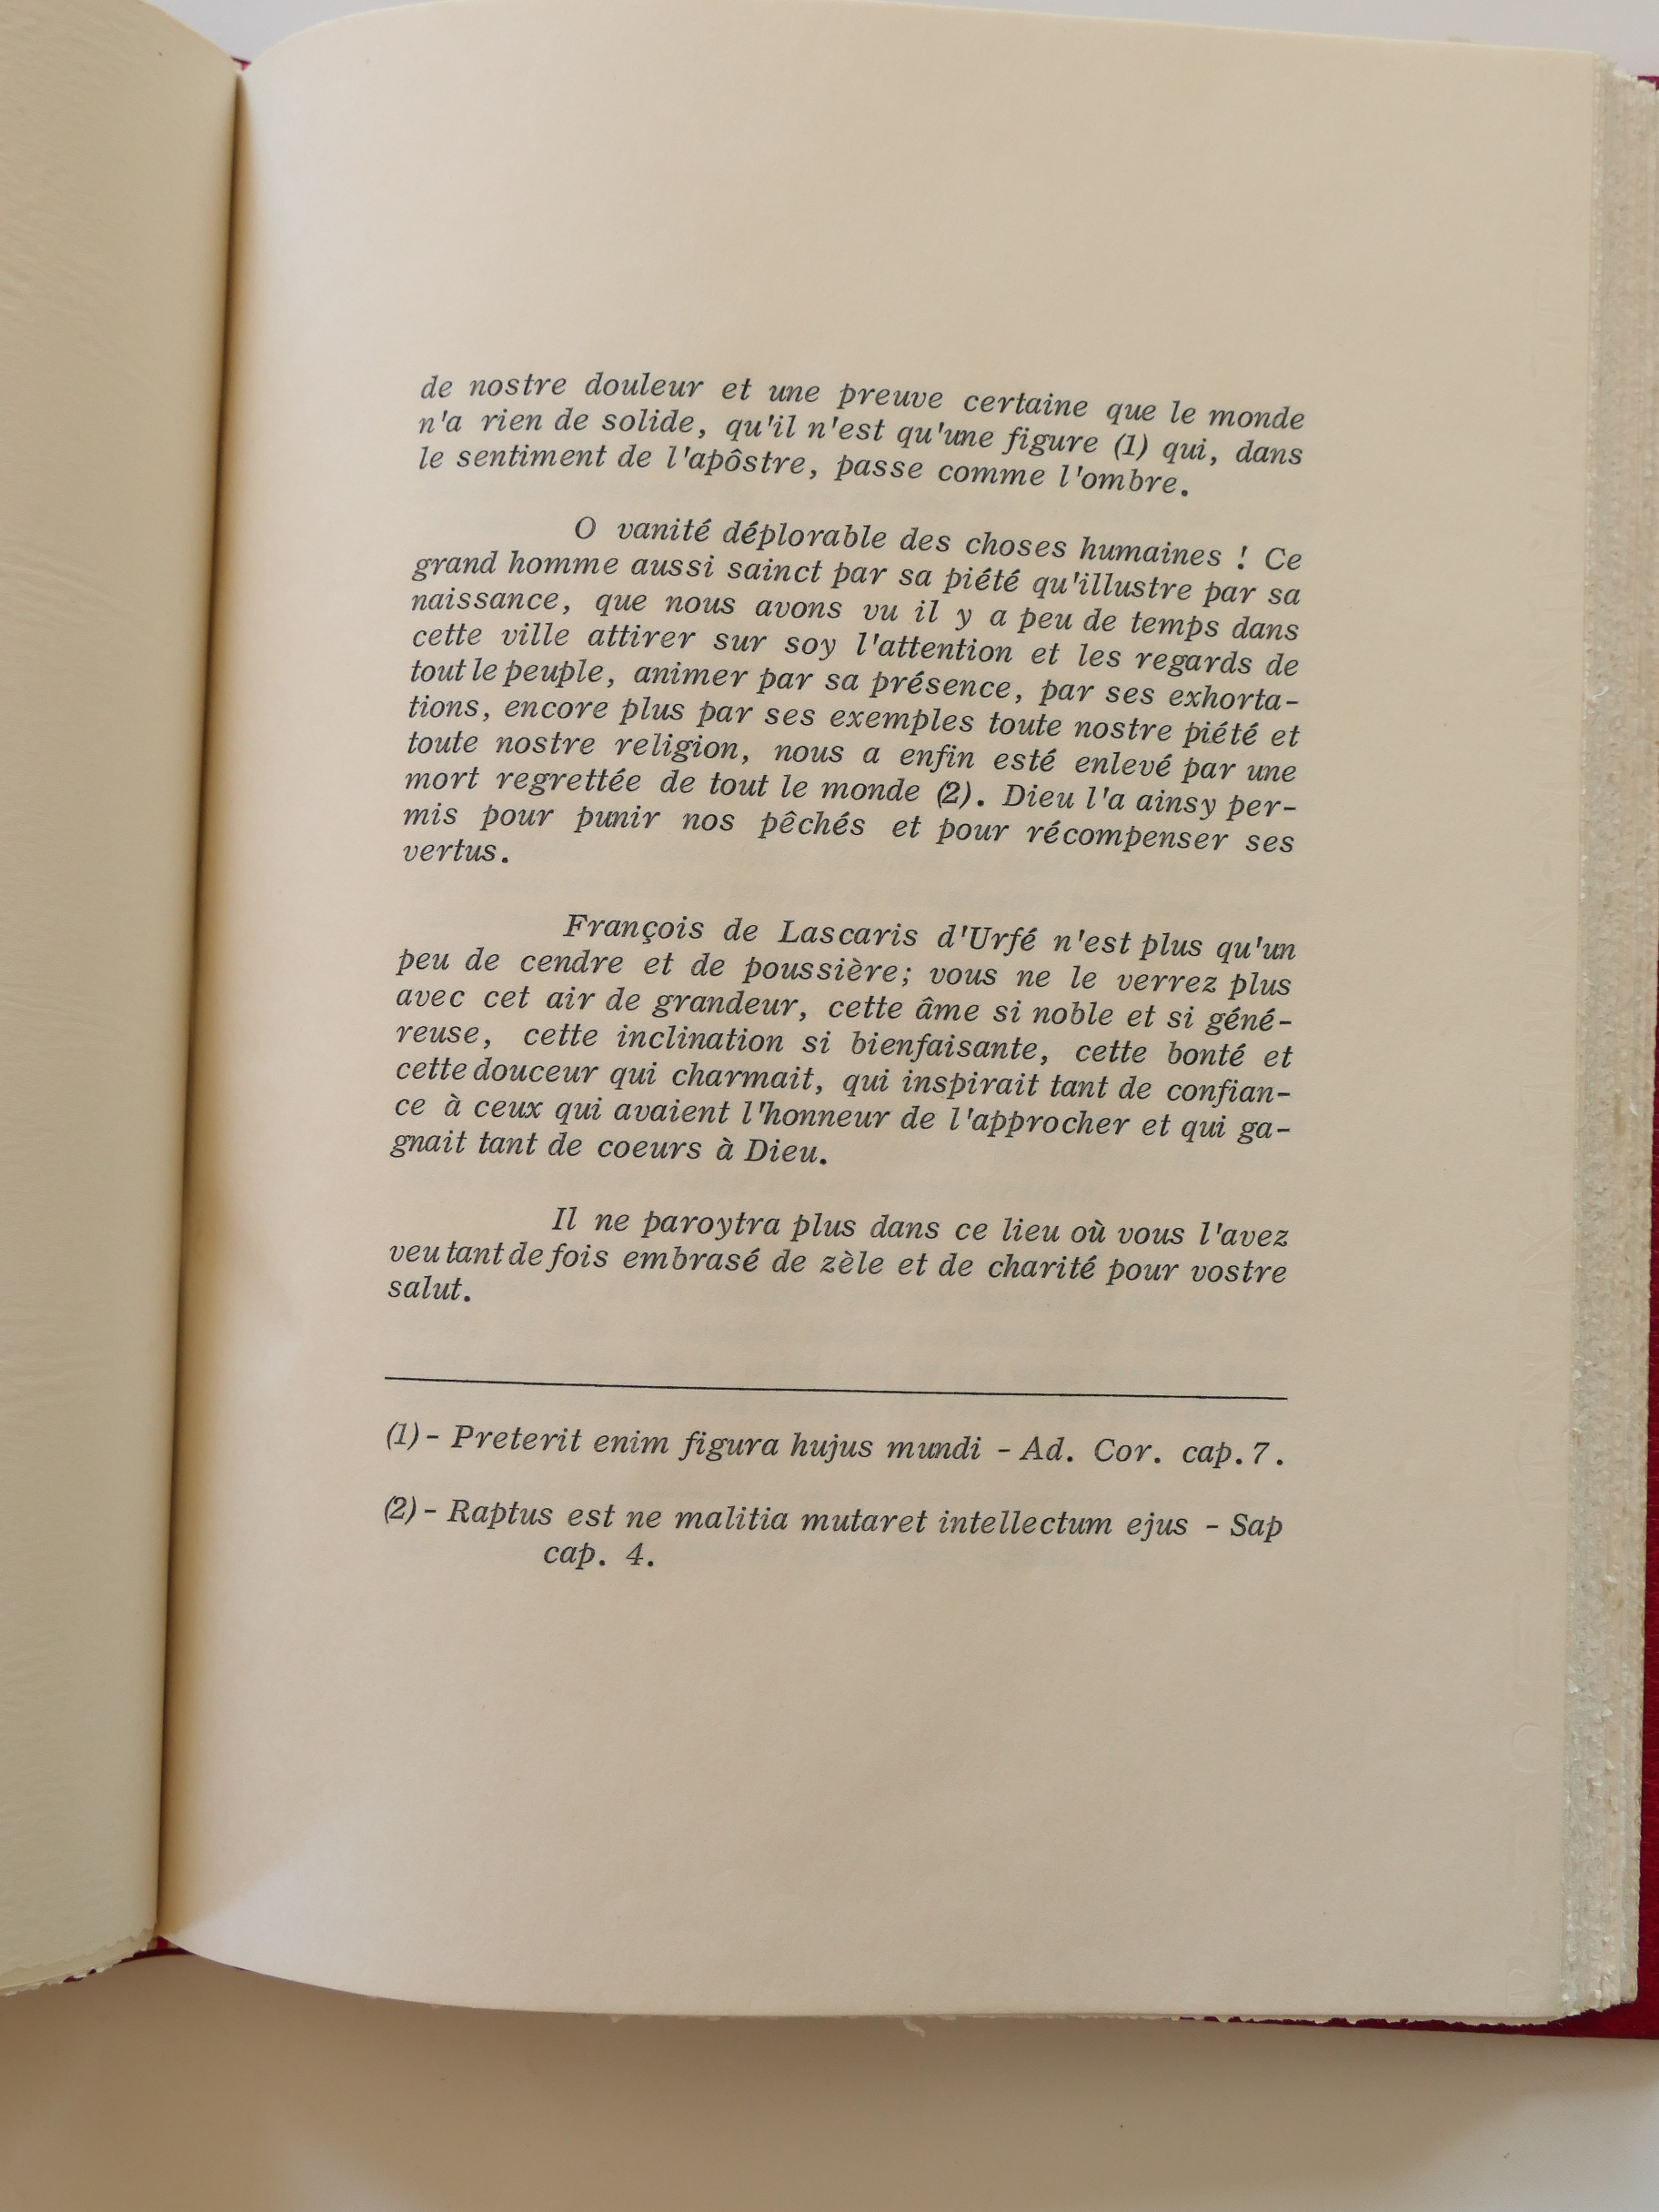 de nostre douleur et une preuve certaine que le monde
n'a rien de solide, qu'il n'est qu'une figure (1) qui, dans
le sentiment de l'apôstre, passe comme l'ombre.
O vanité déplorable des choses humaines ! Ce
grand homme aussi sainct par sa piété qu'illustre par sa
naissance, que nous avons vu il y a peu de temps dans
cette ville attirer sur soy l'attention et les regards de
tout le peuple, animer par sa présence, par ses exhorta-
tions, encore plus par ses exemples toute nostre piété et
toute nostre religion, nous a enfin esté enlevé par une
mort regrettée de tout le monde (2). Dieu l'a ainsy per-
mis pour punir nos pêchés et pour récompenser ses
vertus.
François de Lascaris d'Urfé n'est plus qu'un
peu de cendre et de poussière; vous ne le verrez plus
avec cet air de grandeur, cette âme si noble et si géné-
reuse, cette inclination si bienfaisante, cette bonté et
cette douceur qui charmait, qui inspirait tant de confian-
ce à ceux qui avaient l'honneur de l'approcher et qui ga-
gnait tant de coeurs à Dieu.
Il ne paroytra plus dans ce lieu où vous l'avez
veu tant de fois embrasé de zèle et de charité pour vostre
salut.
(1) - Preterit enim figura hujus mundi - Ad. Cor. cap. 7.
(2) - Raptus est ne malitia mutaret intellectum ejus - Sap
cap. 4.